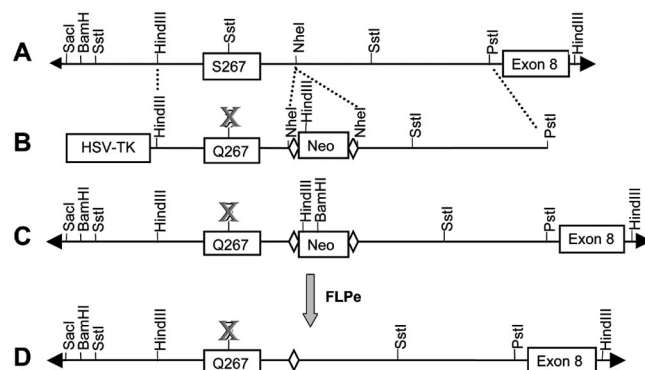 A
SacI
BamH
SstI
HindIII
SstI
NheI
SstI
PstI
HindIII
S267
Exon 8
B
HindIII
X
NheI
HindIII
NheI
SstI
PstI
HSV-TK
Q267
Neo
C
SacI
BamHI
SstI
HindIII
X
HindIII
BamHI
SstI
PstI
HindIII
Q267
Neo
Exon 8
FLPe
D
SacI
BamHI
SstI
HindIII
X
SstI
PstI
HindIII
Q267
Exon 8